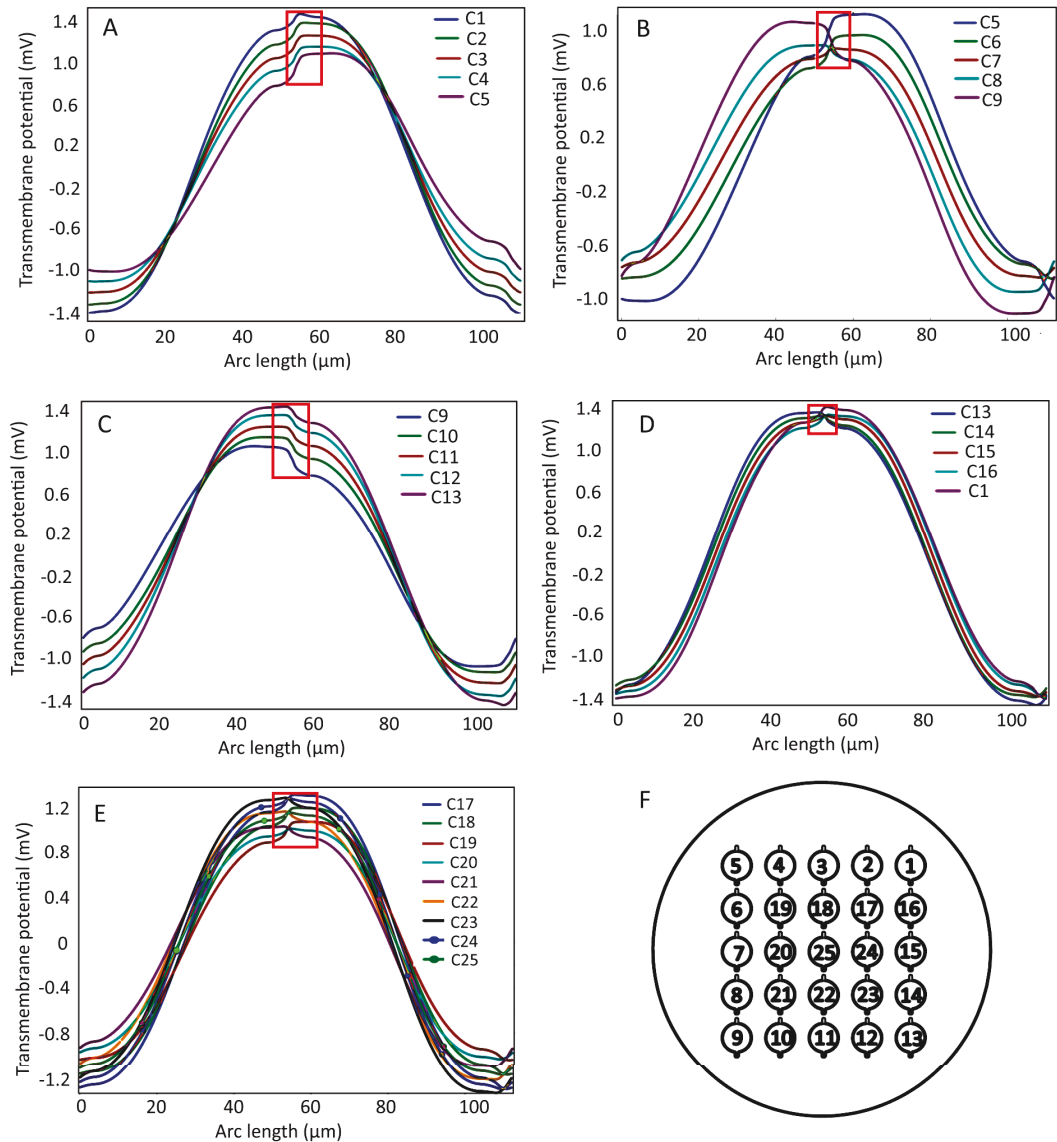 A
Transmembrane potential (mV)
1.4
1.0
0.6
0.2
-0.2
-0.6
-1.0
-1.4
0 20 40 60 80 100
Arc length (µm)
C1
C2
C3
C4
C5
B
Transmembrane potential (mV)
1.0
0.6
0.2
-1.0
-0.6
-1.0
0 20 40 60 80 100
Arc length (µm)
C5
C6
C7
C8
C9
C
Transmembrane potential (mV)
1.4
1.0
0.6
0.2
-1.2
-0.6
-1.0
-1.4
0 20 40 60 80 100
Arc length (µm)
C9
C10
C11
C12
C13
D
Transmembrane potential (mV)
1.4
1.2
0.6
0.2
-1.2
-0.6
-1.0
-1.4
0 20 40 60 80 100
Arc length (µm)
C13
C14
C15
C16
C1
E
Transmembrane potential (mV)
1.2
0.8
0.4
0
-0.4
-0.8
-1.2
0 20 40 60 80 100
Arc length (µm)
C17
C18
C19
C20
C21
C22
C23
C24
C25
F
5 4 3 2 1
6 19 18 17 16
7 20 25 24 15
8 21 22 23 14
9 10 11 12 13